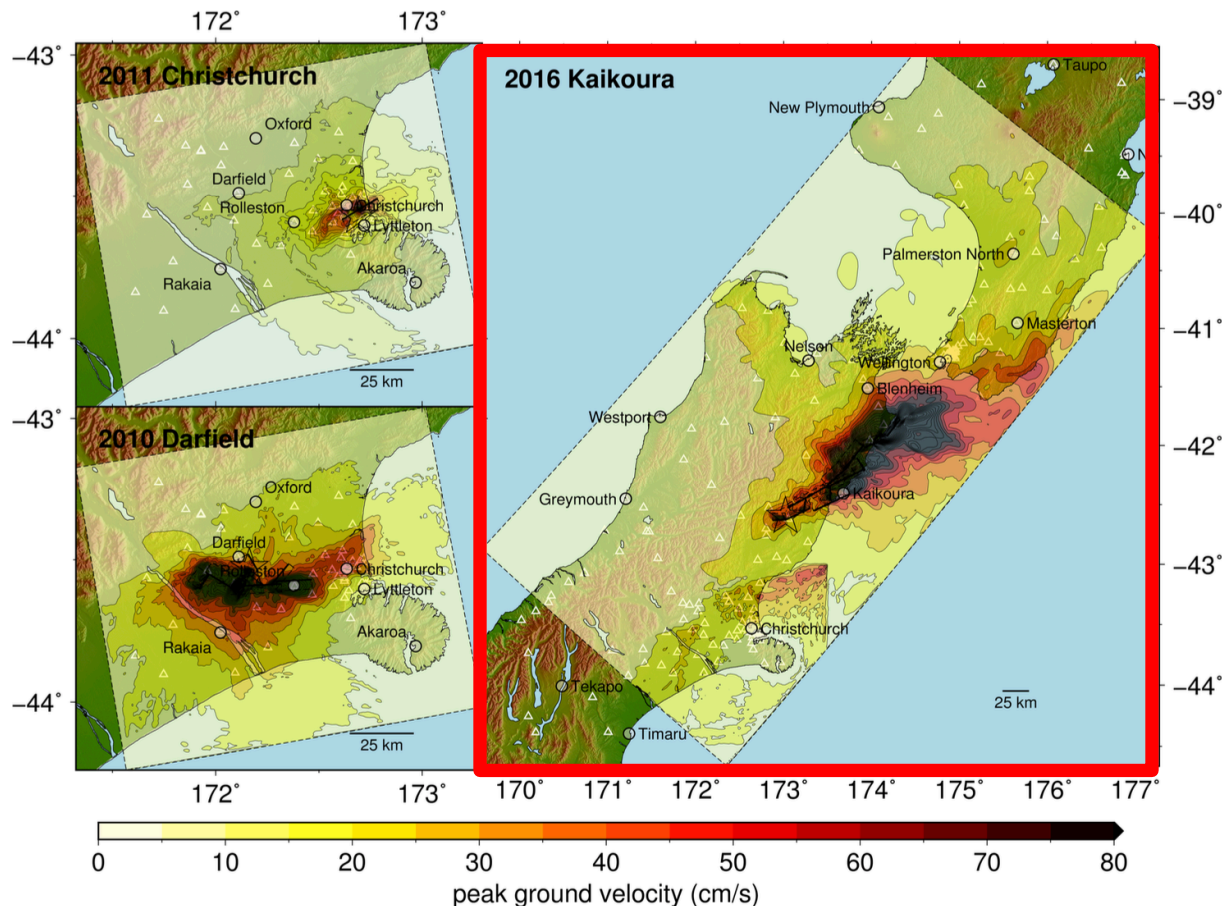 172° 173°
−43°
2011 Christchurch
Oxford
Darfield
Rolleston
Christchurch
Lyttleton
Akaroa
Rakaia
−44°
25 km
−43°
2010 Darfield
Oxford
Darfield
Rolleston
Christchurch
Lyttleton
Akaroa
Rakaia
−44°
25 km
172° 173°
2016 Kaikoura
Taupo
New Plymouth
−39°
N
−40°
Palmerston North
Masterton
−41°
Nelson
Wellington
Blenheim
Westport
−42°
Kaikoura
Greymouth
−43°
Christchurch
Tekapo
−44°
25 km
Timaru
170° 171° 172° 173° 174° 175° 176° 177°
0 10 20 30 40 50 60 70 80
peak ground velocity (cm/s)